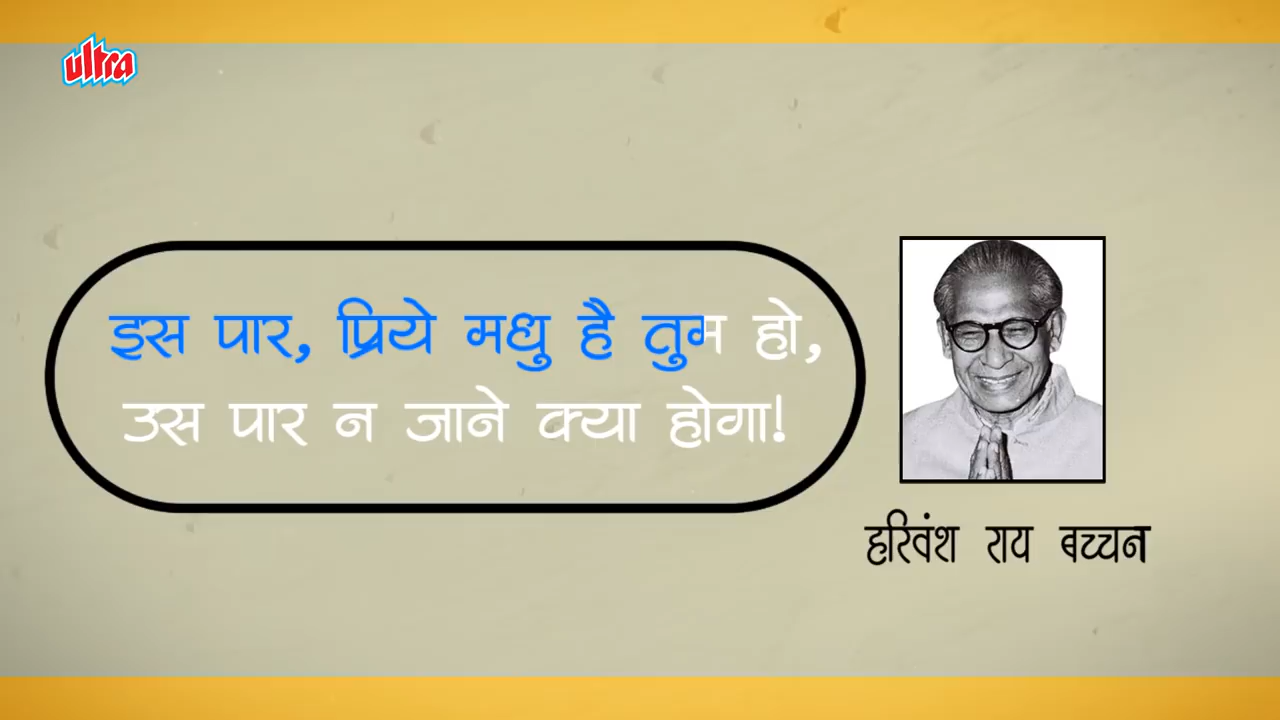 ultra
इस पार, प्रिये मधु है तुम हो,
उस पार न जाने क्या होगा!
हरिवंश राय बच्चन